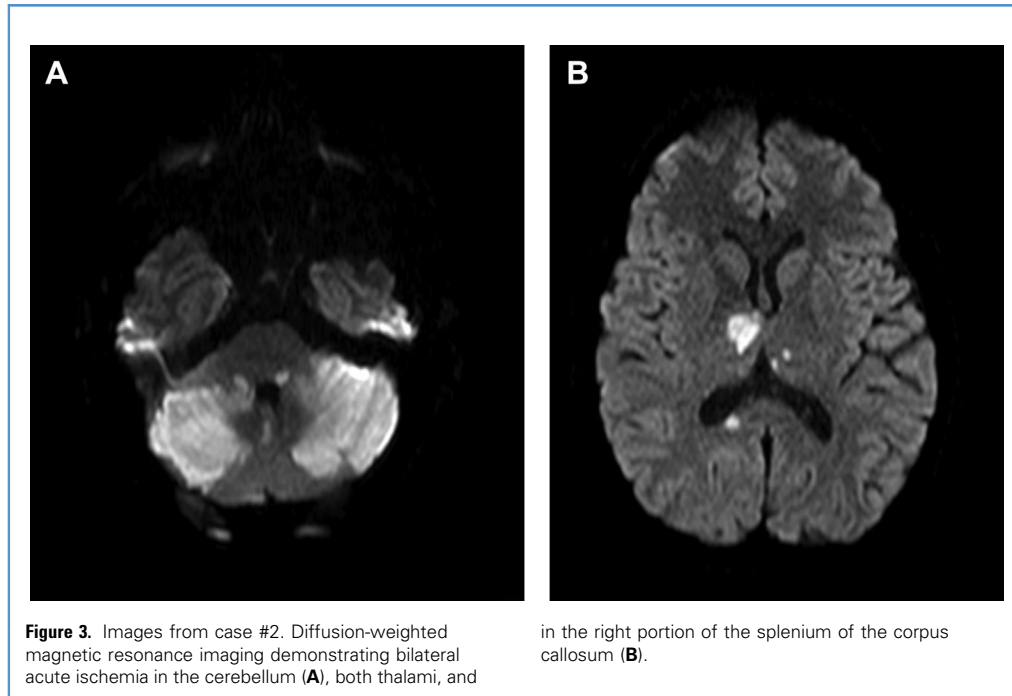 A
B
Figure 3. Images from case #2. Diffusion-weighted
magnetic resonance imaging demonstrating bilateral
acute ischemia in the cerebellum (A), both thalami, and
in the right portion of the splenium of the corpus
callosum (B).